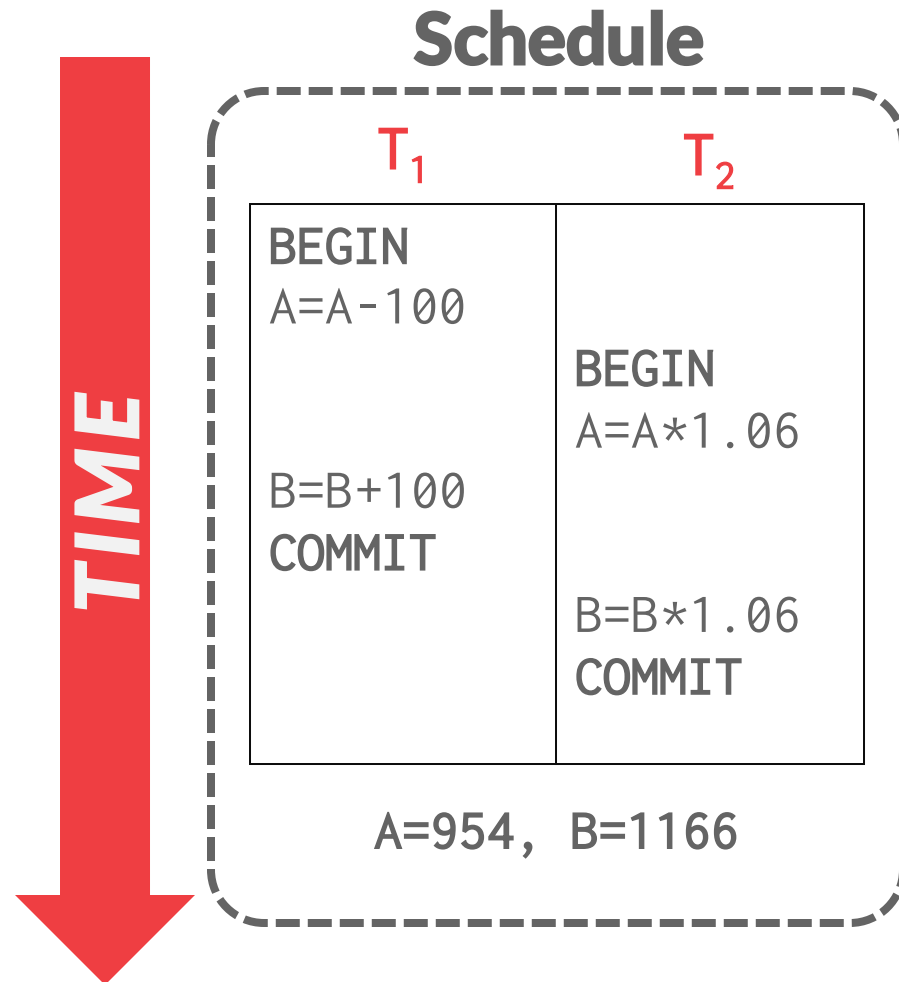 Schedule
TIME
T1 T2
BEGIN
A=A-100
BEGIN
A=A*1.06
B=B+100
COMMIT
B=B*1.06
COMMIT
A=954, B=1166